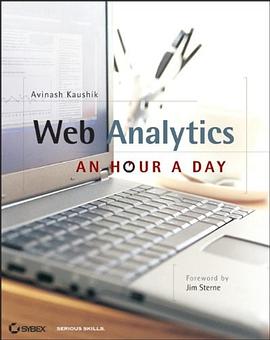 Avinash Kaushik
Web Analytics
AN HOUR A DAY
Foreword by
Jim Sterne
SYBEX
SERIOUS SKILLS.